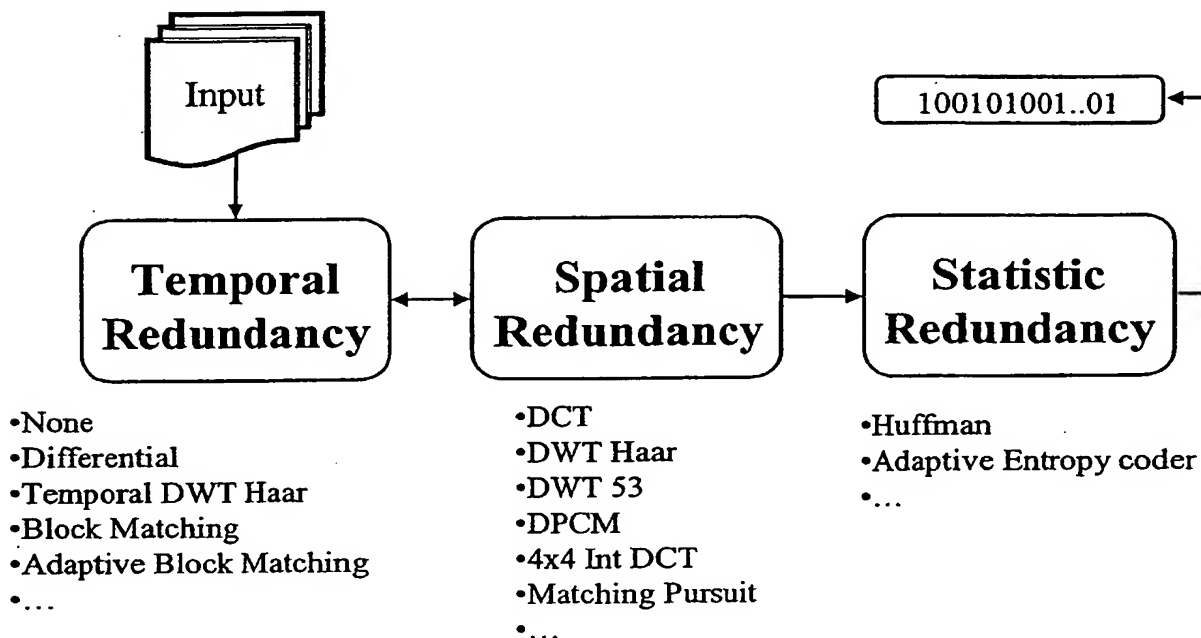 Input
100101001..01
Temporal
Redundancy
Spatial
Redundancy
Statistic
Redundancy
•None
•Differential
•Temporal DWT Haar
•Block Matching
•Adaptive Block Matching
•...
•DCT
•DWT Haar
•DWT 53
•DPCM
•4x4 Int DCT
•Matching Pursuit
•...
•Huffman
•Adaptive Entropy coder
•...